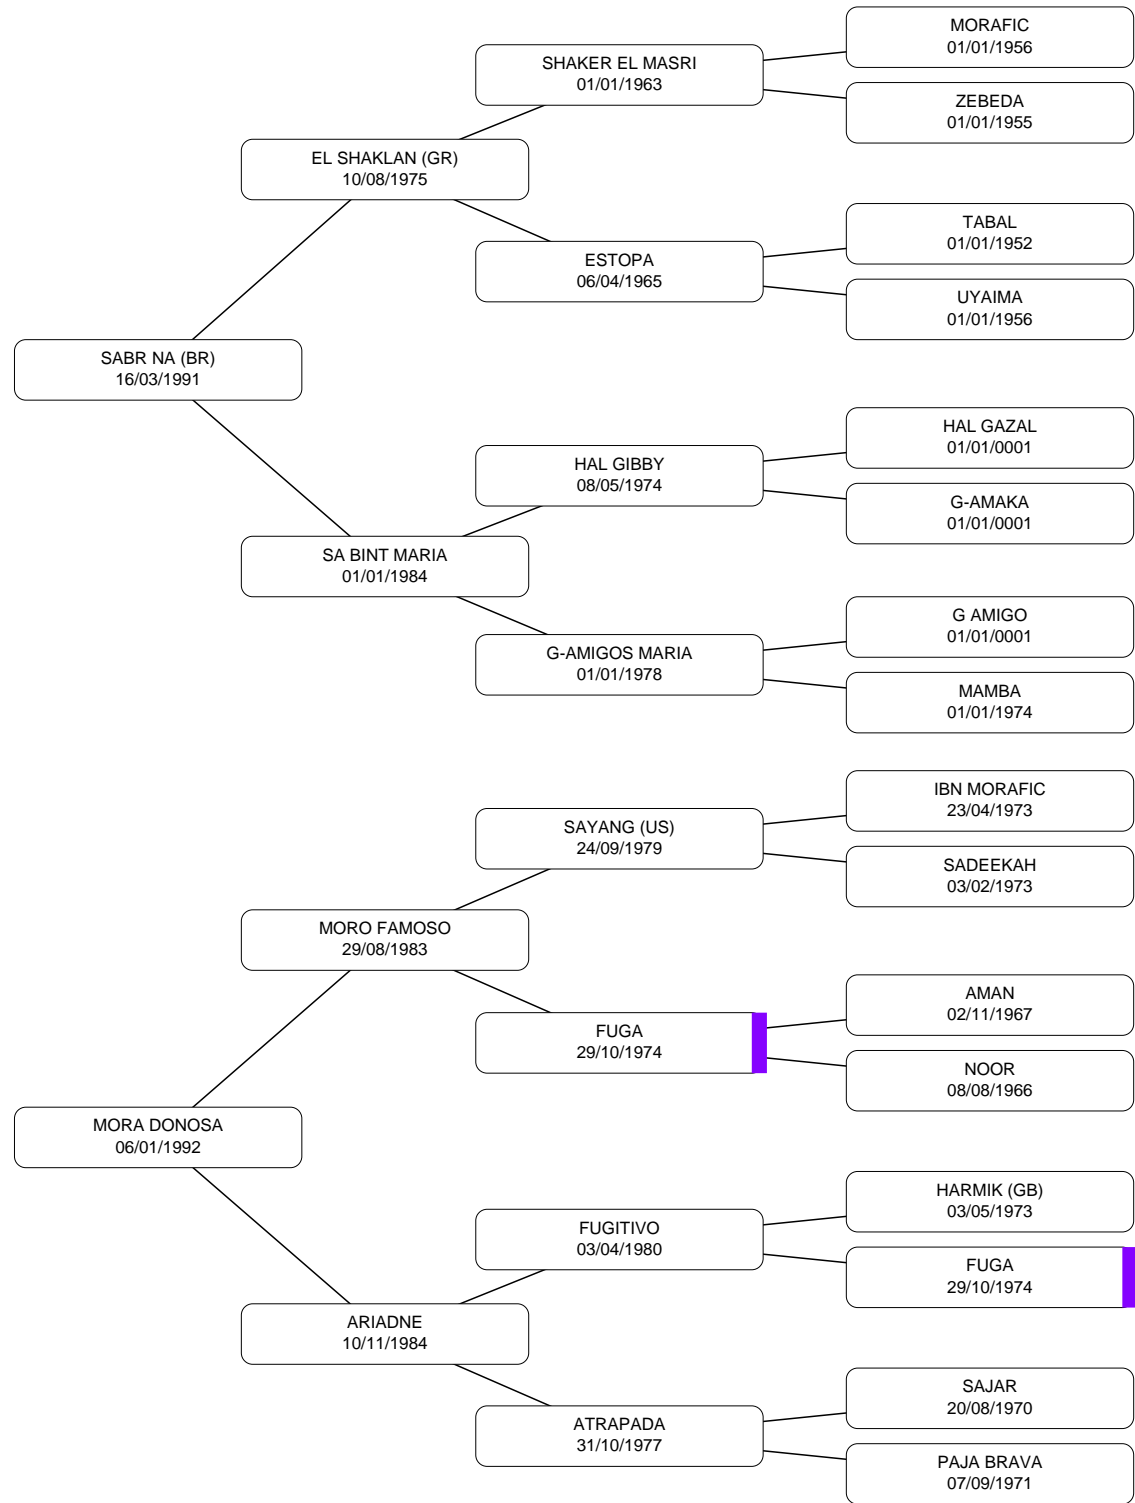 MORAFIC
01/01/1956
SHAKER EL MASRI
01/01/1963
ZEBEDA
01/01/1955
EL SHAKLAN (GR)
10/08/1975
TABAL
01/01/1952
ESTOPA
06/04/1965
UYAIMA
01/01/1956
SABR NA (BR)
16/03/1991
HAL GAZAL
01/01/0001
HAL GIBBY
08/05/1974
G-AMAKA
01/01/0001
SA BINT MARIA
01/01/1984
G AMIGO
01/01/0001
G-AMIGOS MARIA
01/01/1978
MAMBA
01/01/1974
IBN MORAFIC
23/04/1973
SAYANG (US)
24/09/1979
SADEEKAH
03/02/1973
MORO FAMOSO
29/08/1983
AMAN
02/11/1967
FUGA
29/10/1974
NOOR
08/08/1966
MORA DONOSA
06/01/1992
HARMIK (GB)
03/05/1973
FUGITIVO
03/04/1980
FUGA
29/10/1974
ARIADNE
10/11/1984
SAJAR
20/08/1970
ATRAPADA
31/10/1977
PAJA BRAVA
07/09/1971